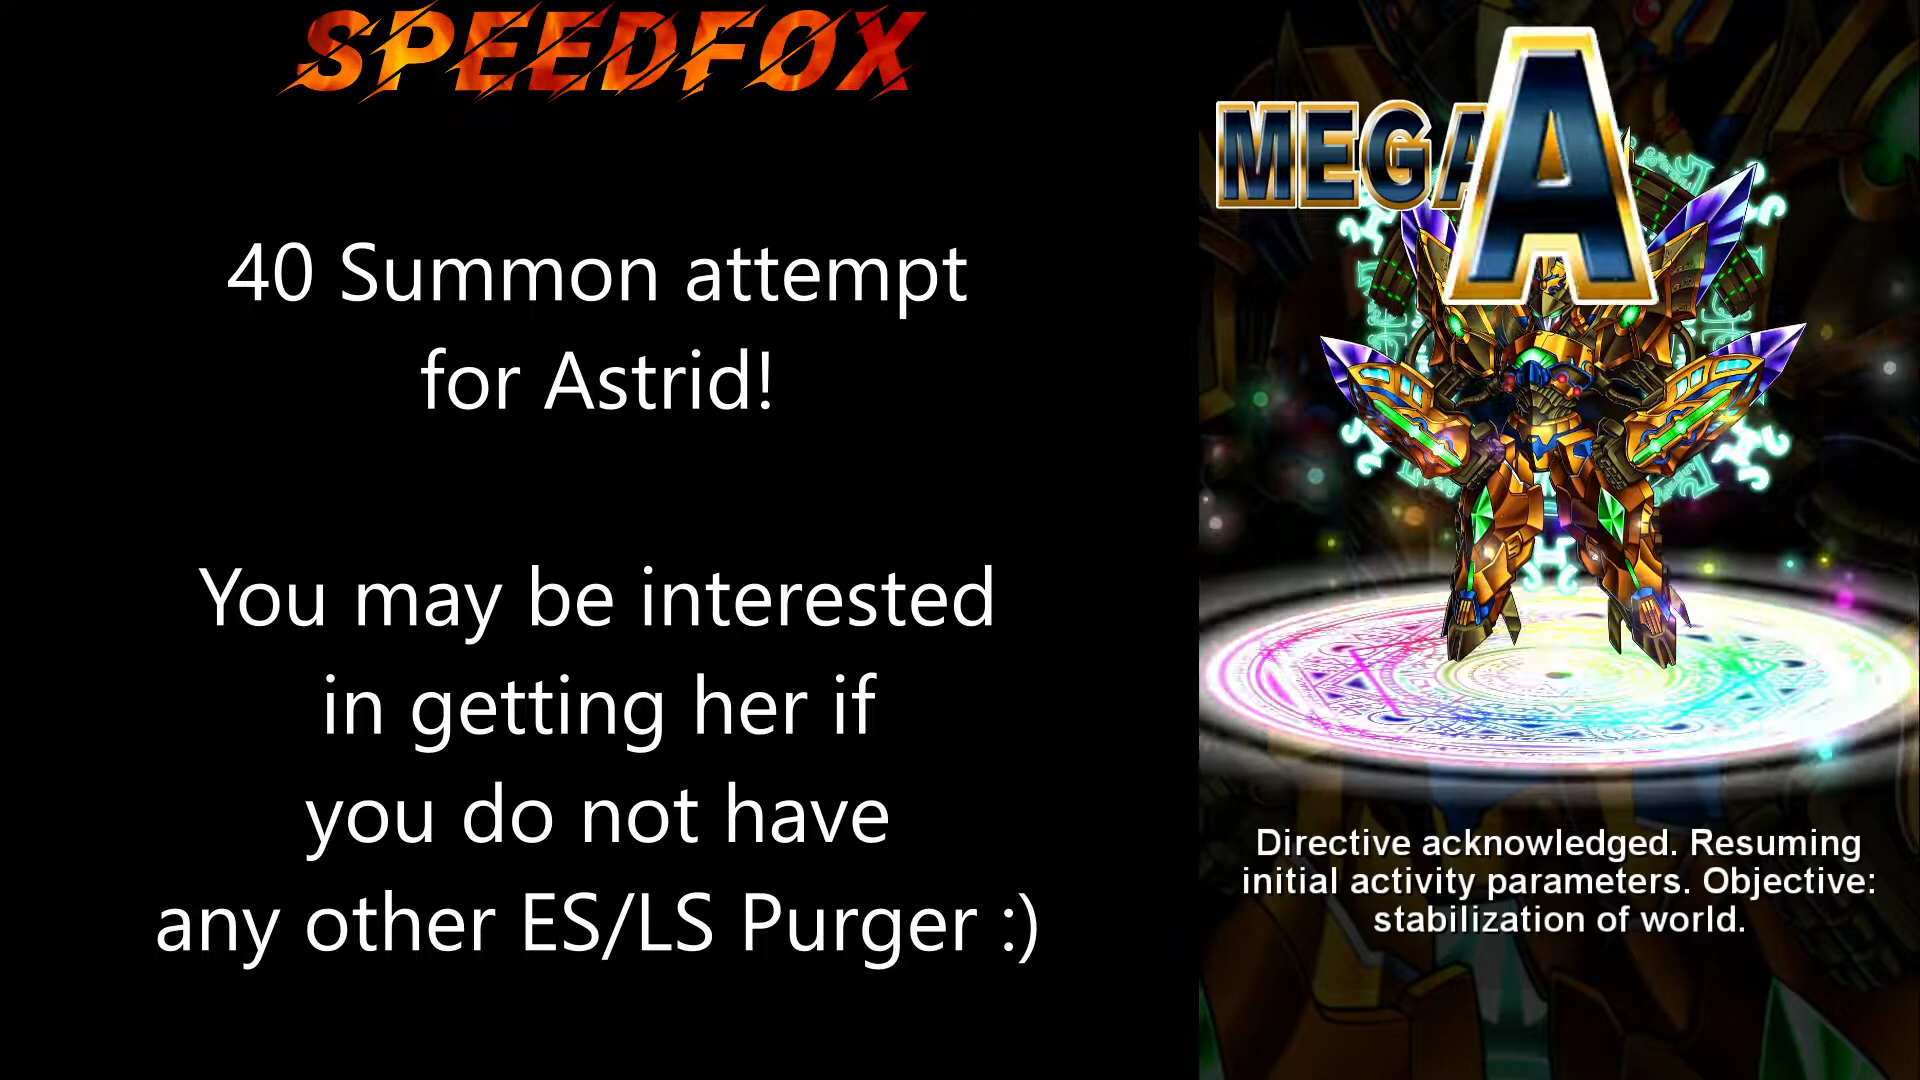 SPEEDFOX
40 Summon attempt
for Astrid!
You may be interested
in getting her if
you do not have
any other ES/LS Purger :)
MEGA
A
Directive acknowledged. Resuming
initial activity parameters. Objective:
stabilization of world.